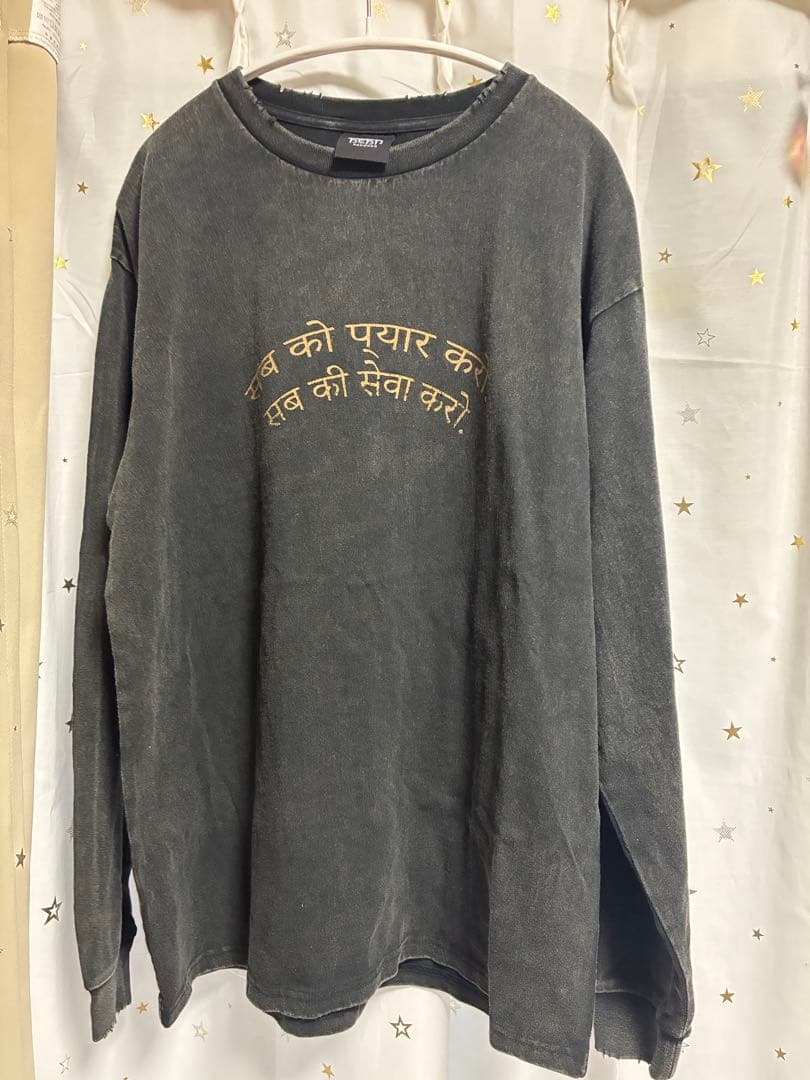 सब को प्‌यार करो
सब की सेवा करो.